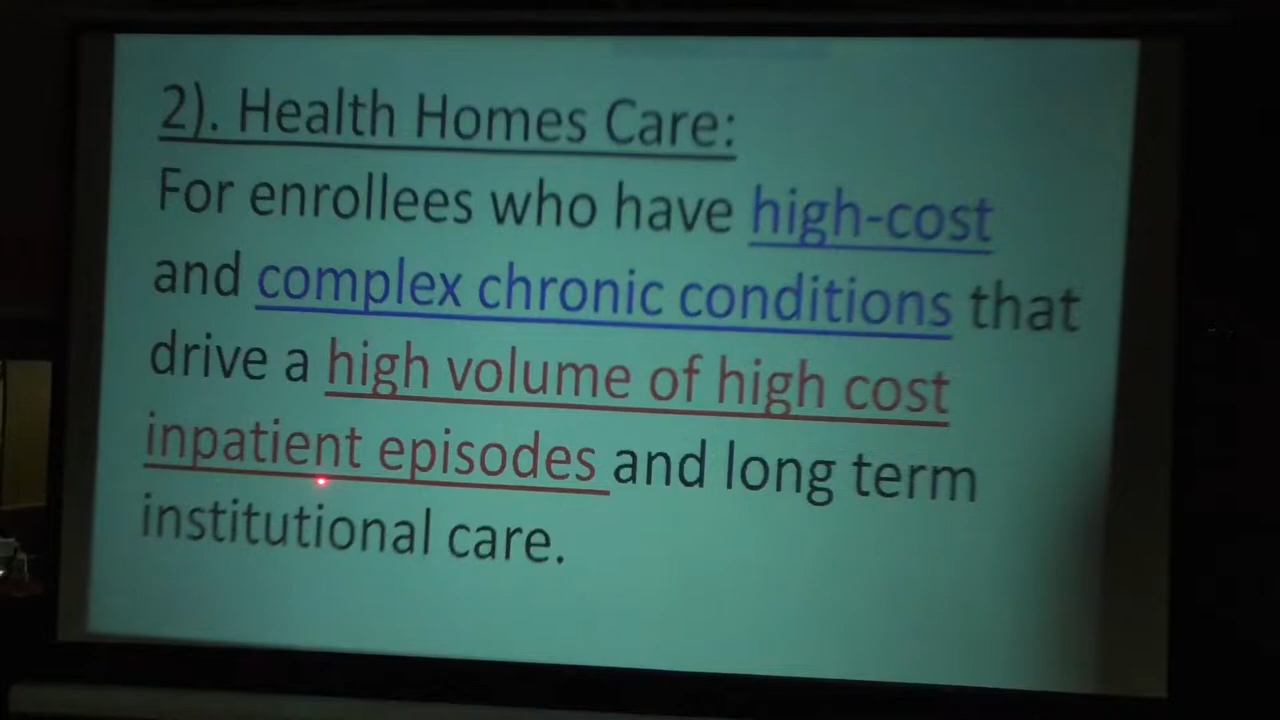 2). Health Homes Care:
For enrollees who have high-cost
and complex chronic conditions that
drive a high volume of high cost
inpatient episodes and long term
institutional care.